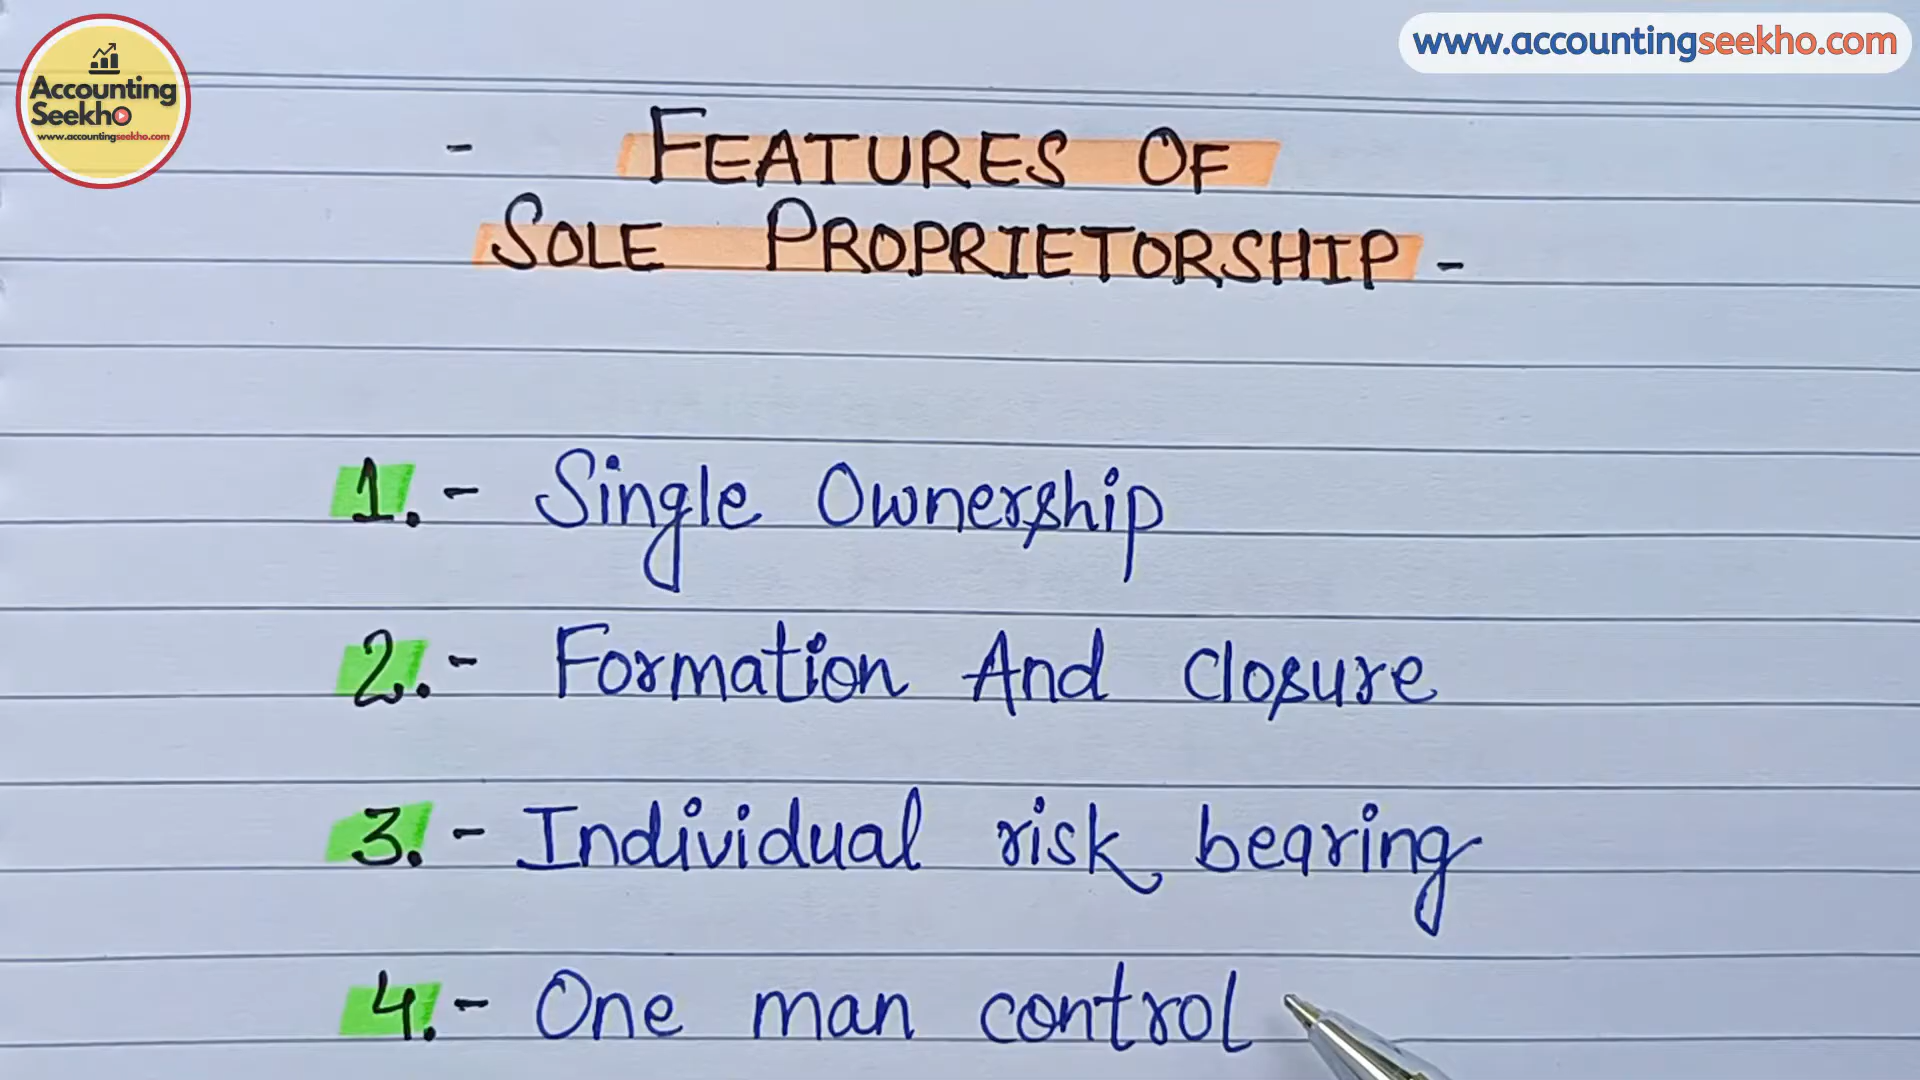 Accounting
Seekho
www.accountingseekho.com
www.accountingseekho.com
- FEATURES OF
SOLE PROPRIETORSHIP -
1.- Single Ownership
2.- Formation And Closure
3.- Individual risk bearing
4.- One man control